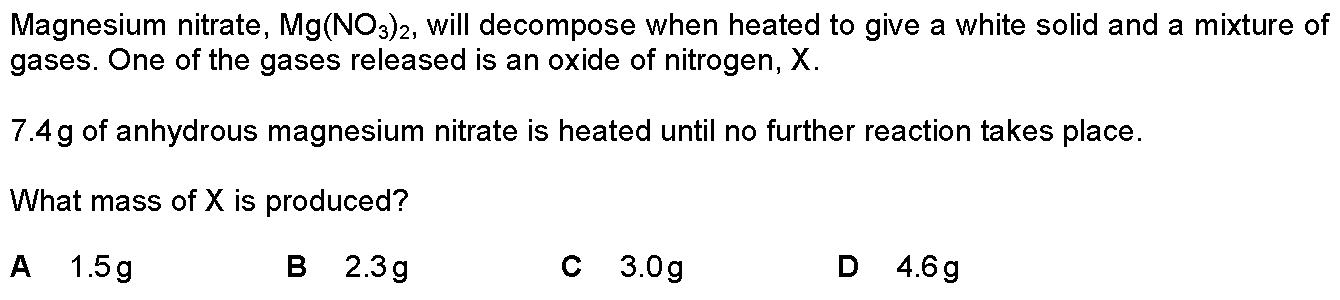 Magnesium nitrate, Mg(NO₃)₂, will decompose when heated to give a white solid and a mixture of
gases. One of the gases released is an oxide of nitrogen, X.
7.4 g of anhydrous magnesium nitrate is heated until no further reaction takes place.
What mass of X is produced?
A 1.5 g B 2.3 g C 3.0 g D 4.6 g